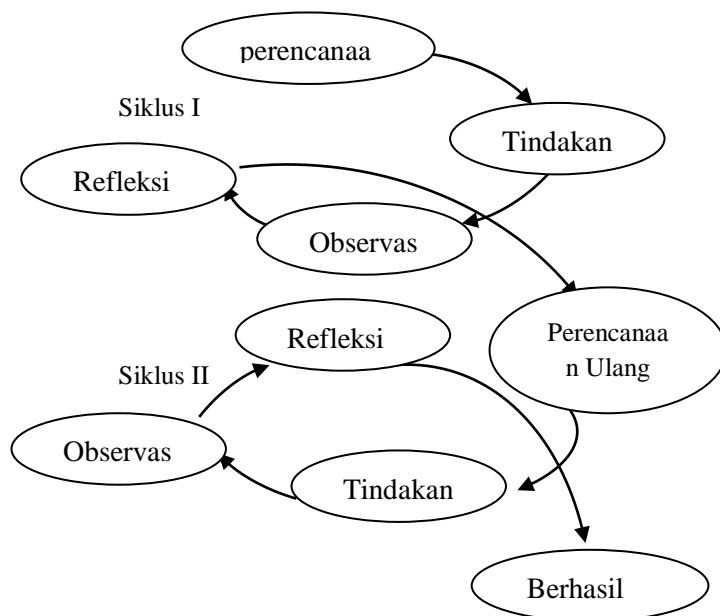 perencanaa
Siklus I
Tindakan
Refleksi
Observas
Perencanaa
n Ulang
Refleksi
Siklus II
Observas
Tindakan
Berhasil